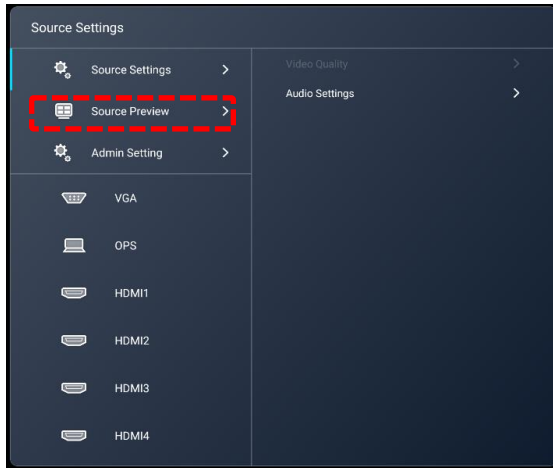 Source Settings
Source Settings
Source Preview
Admin Setting
VGA
OPS
HDMI1
HDMI2
HDMI3
HDMI4
Video Quality
Audio Settings